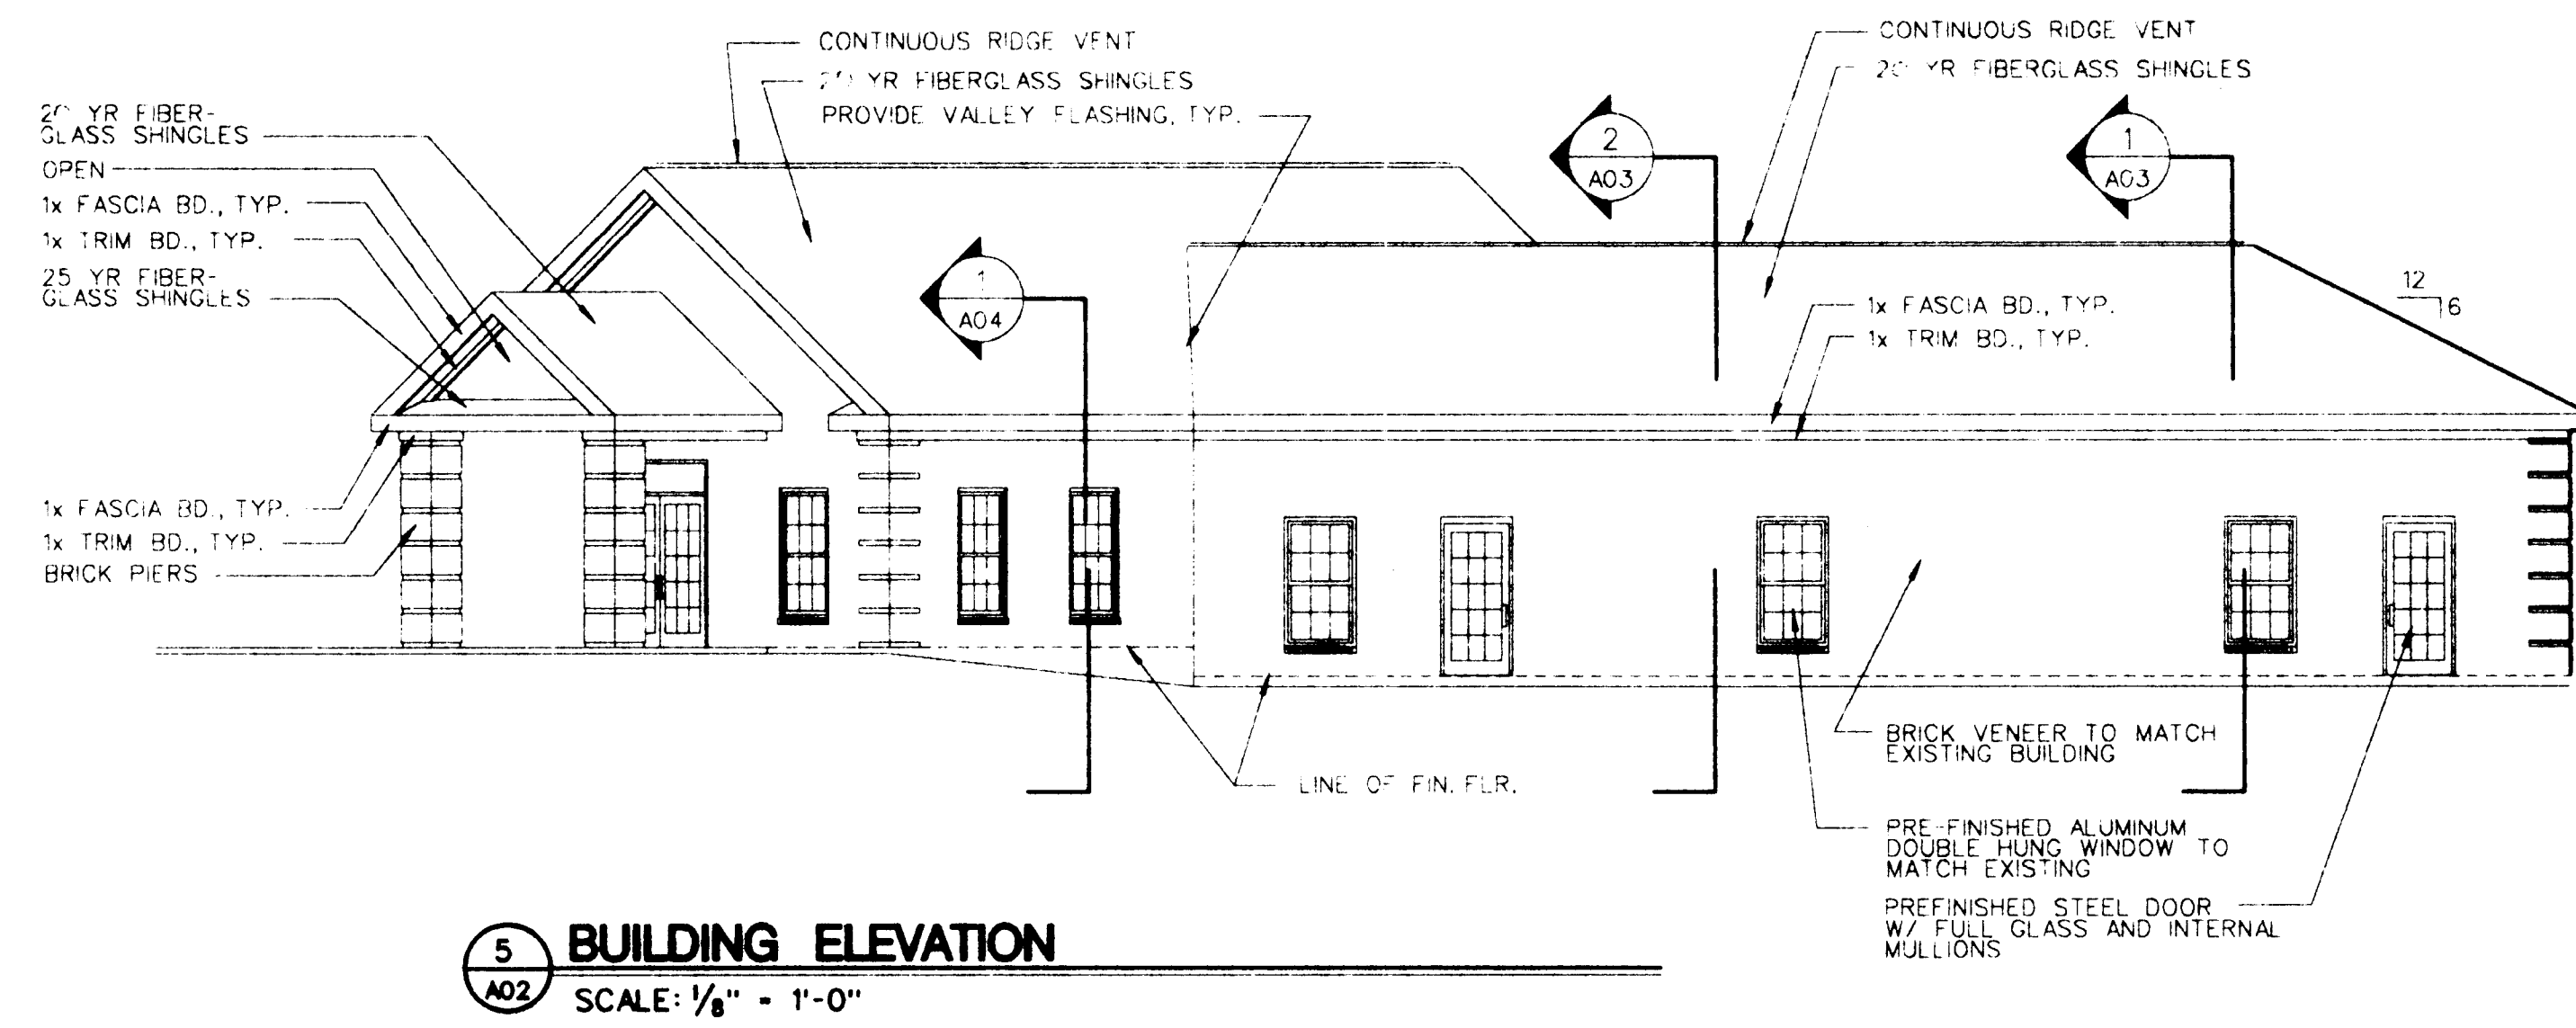 CONTINUOUS RIDGE VENT
YR FIBERGLASS SHINGLES
PROVIDE VALLEY FLASHING, TYP.
CONTINUOUS RIDGE VENT
YR FIBERGLASS SHINGLES
YR FIBER-
GLASS SHINGLES
OPEN
1x FASCIA BD., TYP.
1x TRIM BD., TYP.
25 YR FIBER-
GLASS SHINGLES
2
A03
1
A03
1
A04
12
6
1x FASCIA BD., TYP.
1x TRIM BD., TYP.
1x FASCIA BD., TYP.
1x TRIM BD., TYP.
BRICK PIERS
LINE OF FIN. FLR.
BRICK VENEER TO MATCH
EXISTING BUILDING
PRE-FINISHED ALUMINUM
DOUBLE HUNG WINDOW TO
MATCH EXISTING
PREFINISHED STEEL DOOR
W/ FULL GLASS AND INTERNAL
MULLIONS
5
A02
BUILDING ELEVATION
SCALE: 1/8" = 1'-0"